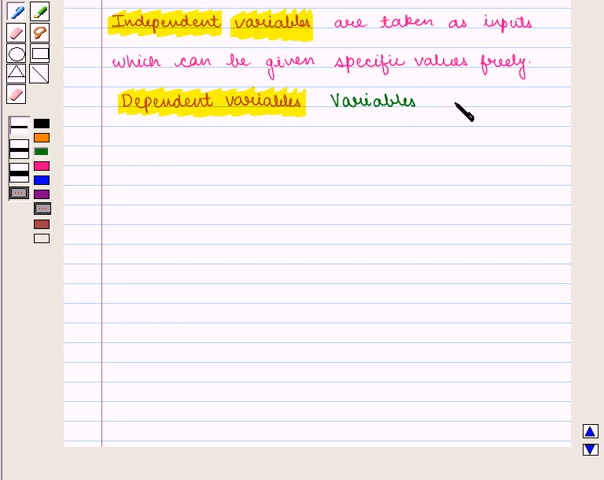 Independent variables are taken as inputs
which can be given specific values freely.
Dependent variables Variables